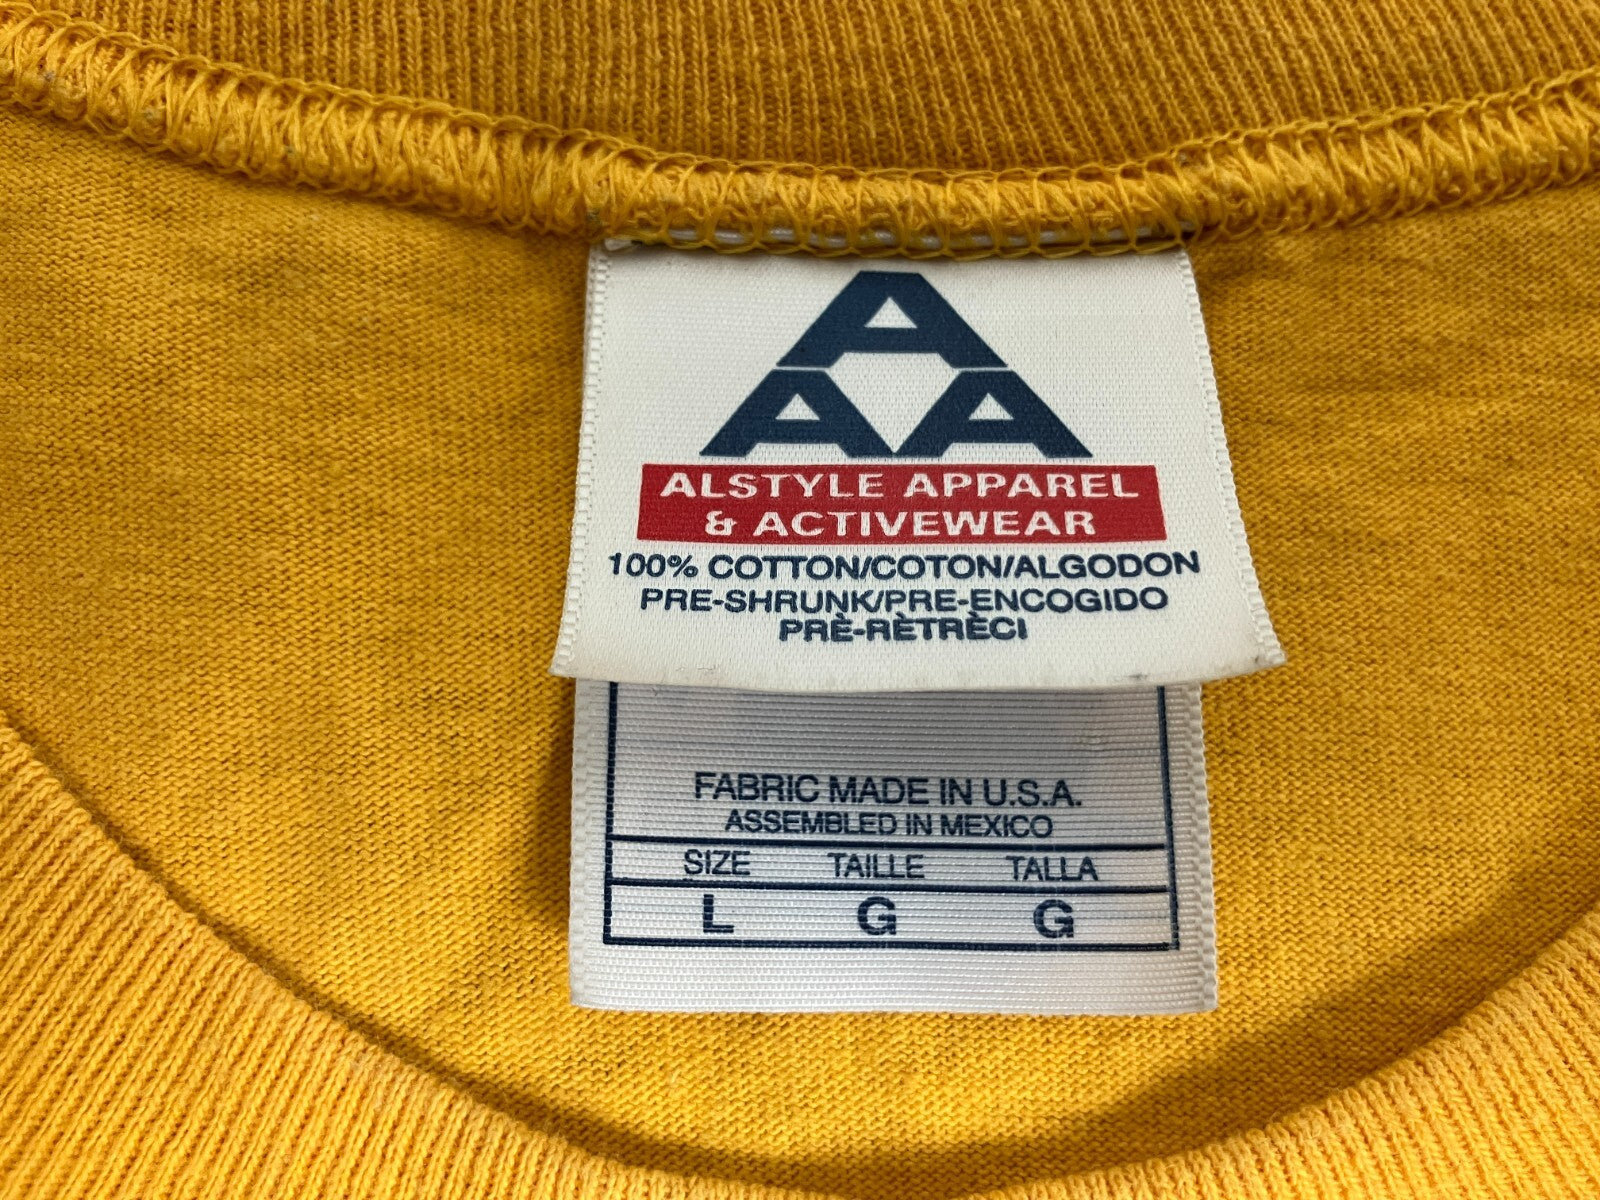 A
A A
ALSTYLE APPAREL
& ACTIVEWEAR
100% COTTON/COTON/ALGODON
PRE-SHRUNK/PRE-ENCOGIDO
PRÈ-RÈTRÈCI
FABRIC MADE IN U.S.A.
ASSEMBLED IN MEXICO
SIZE TAILLE TALLA
L G G